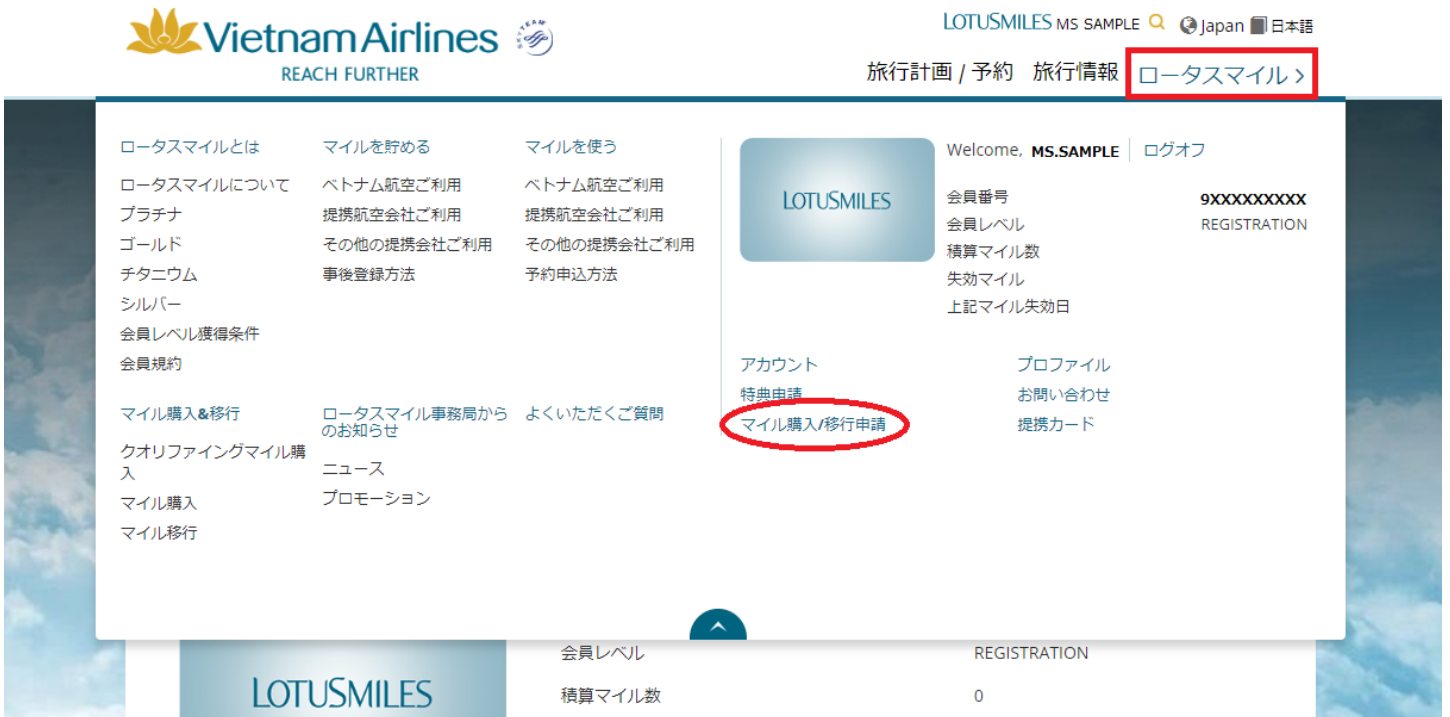 Vietnam Airlines
SKYTEAM
REACH FURTHER
LOTUSMILES MS SAMPLE Japan 日本語
旅行計画 / 予約 旅行情報 ロータスマイル >
ロータスマイルとは
ロータスマイルについて
プラチナ
ゴールド
チタニウム
シルバー
会員レベル獲得条件
会員規約
マイルを貯める
ベトナム航空ご利用
提携航空会社ご利用
その他の提携会社ご利用
事後登録方法
マイルを使う
ベトナム航空ご利用
提携航空会社ご利用
その他の提携会社ご利用
予約申込方法
マイル購入&移行
クオリファイングマイル購
入
マイル購入
マイル移行
ロータスマイル事務局から
のお知らせ
ニュース
プロモーション
よくいただくご質問
LOTUSMILES
Welcome, MS.SAMPLE ログオフ
会員番号 9XXXXXXXXX
会員レベル REGISTRATION
積算マイル数
失効マイル
上記マイル失効日
アカウント
特典申請
マイル購入/移行申請
プロファイル
お問い合わせ
提携カード
LOTUSMILES
会員レベル REGISTRATION
積算マイル数 0